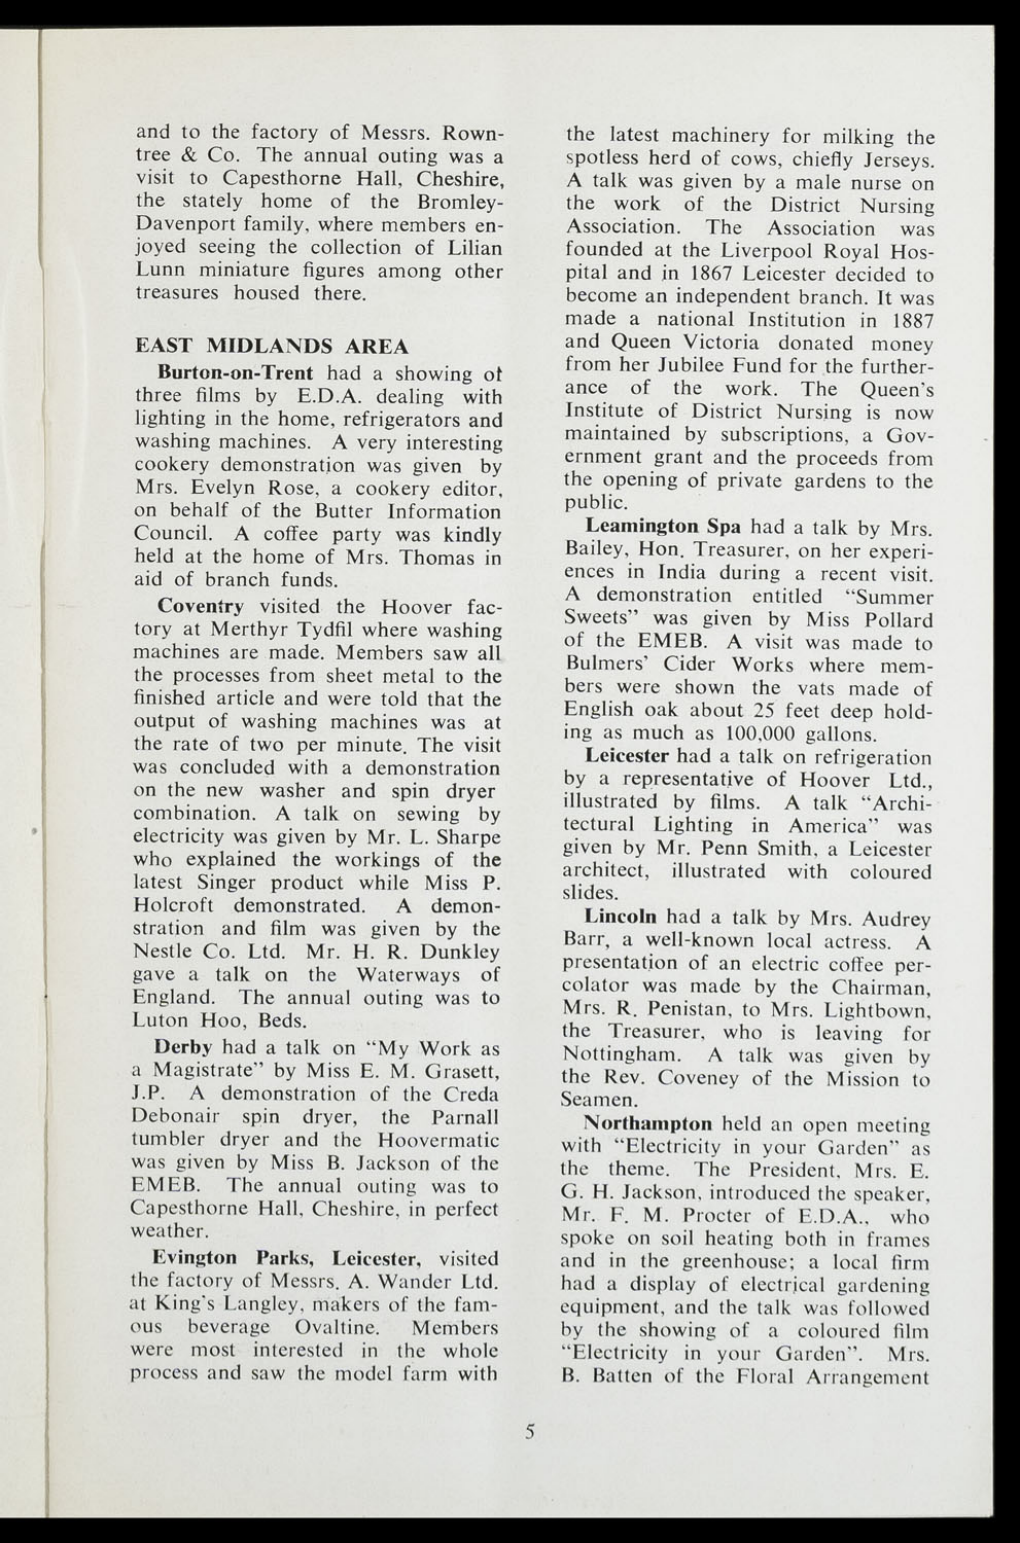 and to the factory of Messrs. Rown-
tree & Co. The annual outing was a
visit to Capesthorne Hall, Cheshire,
the stately home of the Bromley-
Davenport family, where members en-
joyed seeing the collection of Lilian
Lunn miniature figures among other
treasures housed there.
EAST MIDLANDS AREA
Burton-on-Trent had a showing of
three films by E.D.A. dealing with
lighting in the home, refrigerators and
washing machines. A very interesting
cookery demonstration was given by
Mrs. Evelyn Rose, a cookery editor,
on behalf of the Butter Information
Council. A coffee party was kindly
held at the home of Mrs. Thomas in
aid of branch funds.
Coventry visited the Hoover fac-
tory at Merthyr Tydfil where washing
machines are made. Members saw all
the processes from sheet metal to the
finished article and were told that the
output of washing machines was at
the rate of two per minute. The visit
was concluded with a demonstration
on the new washer and spin dryer
combination. A talk on sewing by
electricity was given by Mr. L. Sharpe
who explained the workings of the
latest Singer product while Miss P.
Holcroft demonstrated. A demon-
stration and film was given by the
Nestle Co. Ltd. Mr. H. R. Dunkley
gave a talk on the Waterways of
England. The annual outing was to
Luton Hoo, Beds.
Derby had a talk on “My Work as
a Magistrate” by Miss E. M. Grasett,
J.P. A demonstration of the Creda
Debonair spin dryer, the Parnall
tumbler dryer and the Hoovermatic
was given by Miss B. Jackson of the
EMEB. The annual outing was to
Capesthorne Hall, Cheshire, in perfect
weather.
Evington Parks, Leicester, visited
the factory of Messrs. A. Wander Ltd.
at King's Langley, makers of the fam-
ous beverage Ovaltine. Members
were most interested in the whole
process and saw the model farm with
the latest machinery for milking the
spotless herd of cows, chiefly Jerseys.
A talk was given by a male nurse on
the work of the District Nursing
Association. The Association was
founded at the Liverpool Royal Hos-
pital and in 1867 Leicester decided to
become an independent branch. It was
made a national Institution in 1887
and Queen Victoria donated money
from her Jubilee Fund for the further-
ance of the work. The Queen's
Institute of District Nursing is now
maintained by subscriptions, a Gov-
ernment grant and the proceeds from
the opening of private gardens to the
public.
Leamington Spa had a talk by Mrs.
Bailey, Hon. Treasurer, on her experi-
ences in India during a recent visit.
A demonstration entitled “Summer
Sweets” was given by Miss Pollard
of the EMEB. A visit was made to
Bulmers' Cider Works where mem-
bers were shown the vats made of
English oak about 25 feet deep hold-
ing as much as 100,000 gallons.
Leicester had a talk on refrigeration
by a representative of Hoover Ltd.,
illustrated by films. A talk “Archi-
tectural Lighting in America” was
given by Mr. Penn Smith, a Leicester
architect, illustrated with coloured
slides.
Lincoln had a talk by Mrs. Audrey
Barr, a well-known local actress. A
presentation of an electric coffee per-
colator was made by the Chairman,
Mrs. R. Penistan, to Mrs. Lightbown,
the Treasurer, who is leaving for
Nottingham. A talk was given by
the Rev. Coveney of the Mission to
Seamen.
Northampton held an open meeting
with “Electricity in your Garden” as
the theme. The President, Mrs. E.
G. H. Jackson, introduced the speaker,
Mr. F. M. Procter of E.D.A., who
spoke on soil heating both in frames
and in the greenhouse; a local firm
had a display of electrical gardening
equipment, and the talk was followed
by the showing of a coloured film
“Electricity in your Garden”. Mrs.
B. Batten of the Floral Arrangement
5